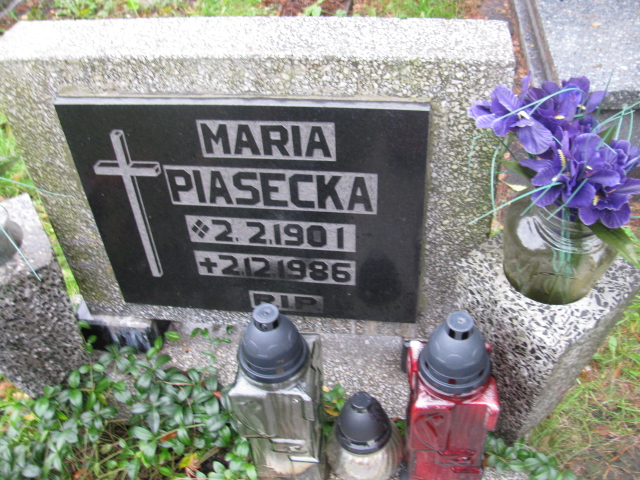 MARIA
PIASECKA
2.2.1901
+2.12.1986
R.I.P.